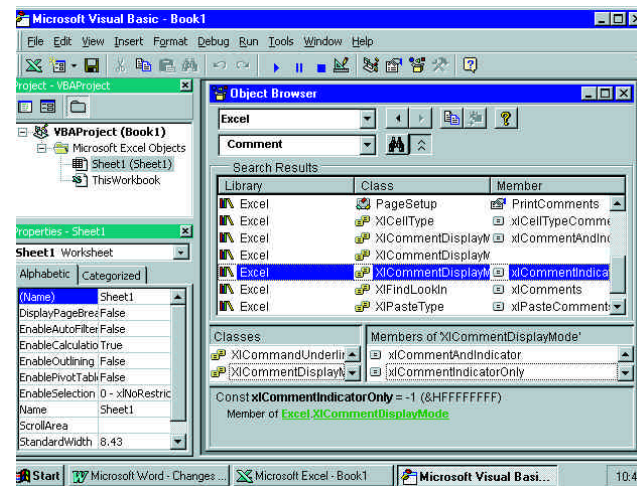 Microsoft Visual Basic - Book1
File Edit View Insert Format Debug Run Tools Window Help
Project - VBAProject
VBAProject (Book1)
Microsoft Excel Objects
Sheet1 (Sheet1)
ThisWorkbook
Properties - Sheet1
Sheet1 Worksheet
Alphabetic Categorized
(Name) Sheet1
DisplayPageBrea False
EnableAutoFilter False
EnableCalculatio True
EnableOutlining False
EnablePivotTabl False
EnableSelection 0 - xlNoRestric
Name Sheet1
ScrollArea
StandardWidth 8.43
Object Browser
Excel
Comment
Search Results
Library Class Member
Excel PageSetup PrintComments
Excel XlCellType xlCellTypeComme
Excel XlCommentDisplayM xlCommentAndInd
Excel XlCommentDisplayM
Excel XlCommentDisplayM xlCommentIndica
Excel XlFindLookIn xlComments
Excel XlPasteType xlPasteComments
Classes Members of 'XlCommentDisplayMode'
XlCommandUnderlin xlCommentAndIndicator
XlCommentDisplayM xlCommentIndicatorOnly
Const xlCommentIndicatorOnly = -1 (&HFFFFFFFF)
Member of Excel.XlCommentDisplayMode
Start Microsoft Word - Changes ... Microsoft Excel - Book1 Microsoft Visual Basi... 10:4